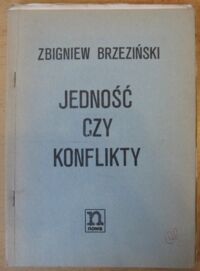 ZBIGNIEW BRZEZIŃSKI
JEDNOŚĆ
CZY
KONFLIKTY
n
nowa